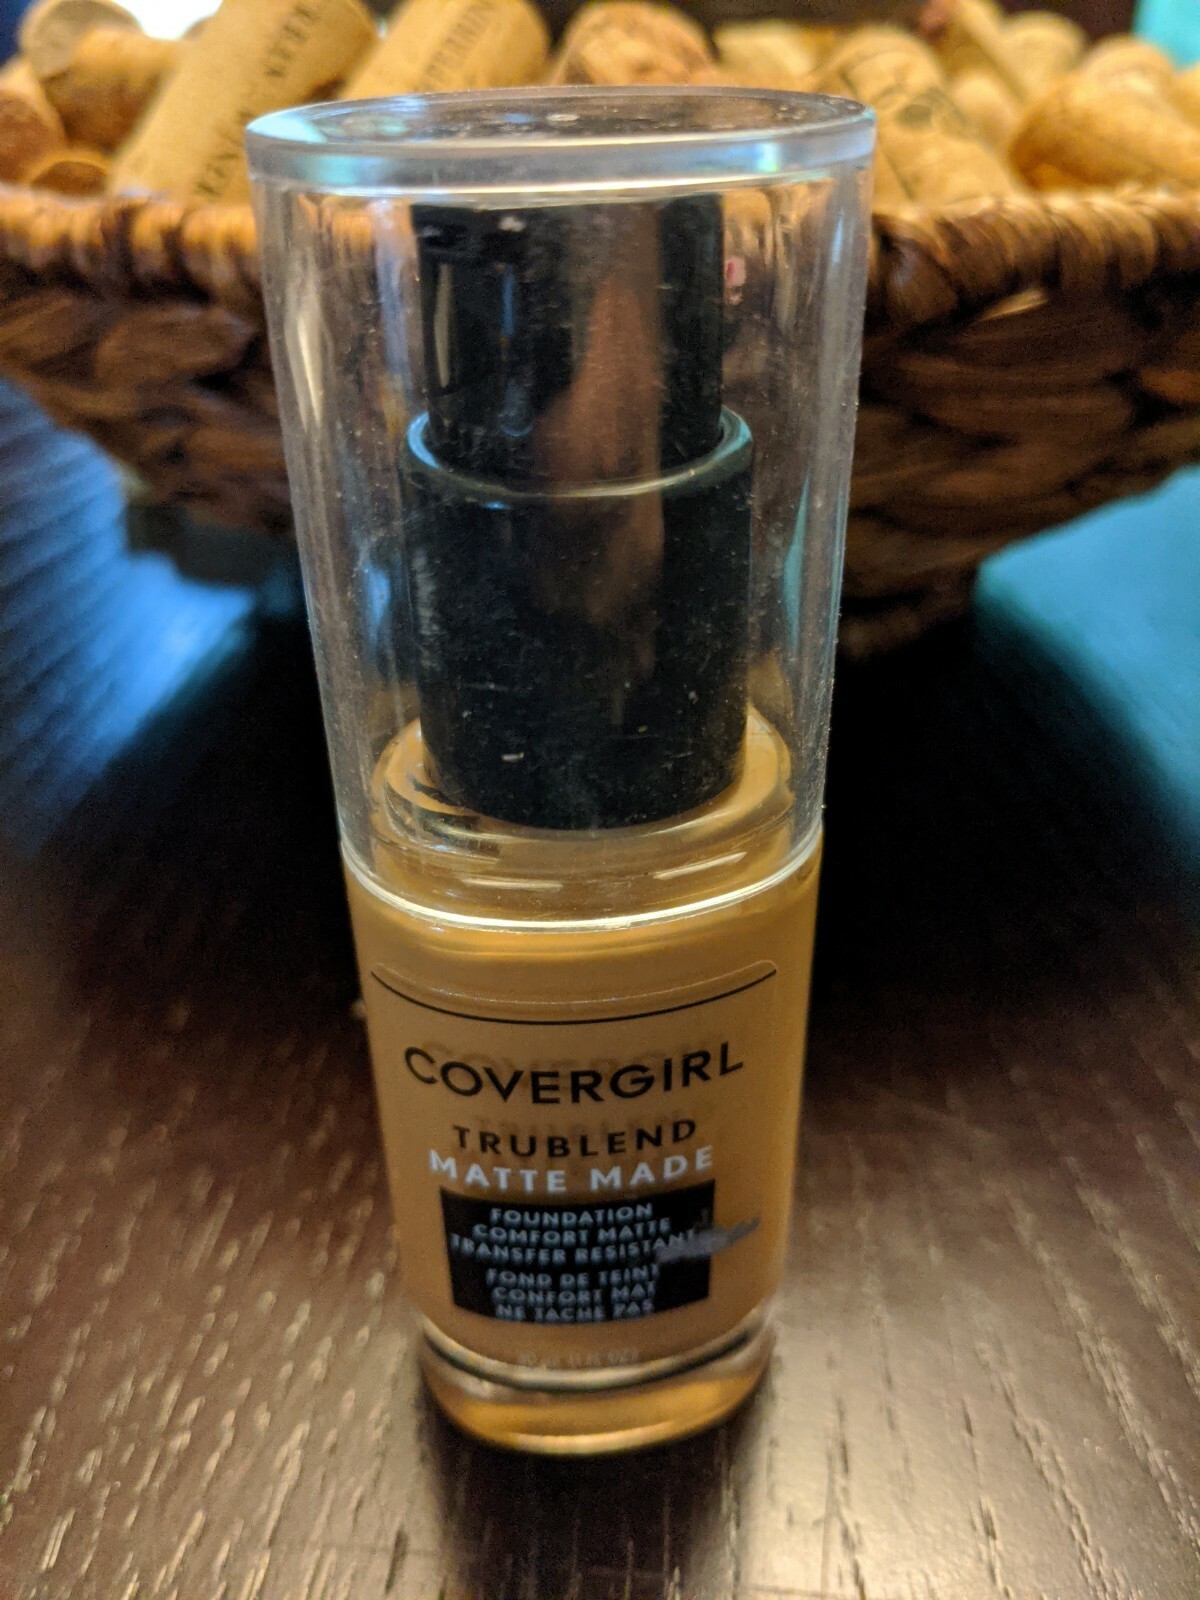 COVERGIRL
TRUBLEND
MATTE MADE
FOUNDATION
COMFORT MATTE
TRANSFER RESISTANT
FOND DE TEINT
CONFORT MAT
NE TACHE PAS